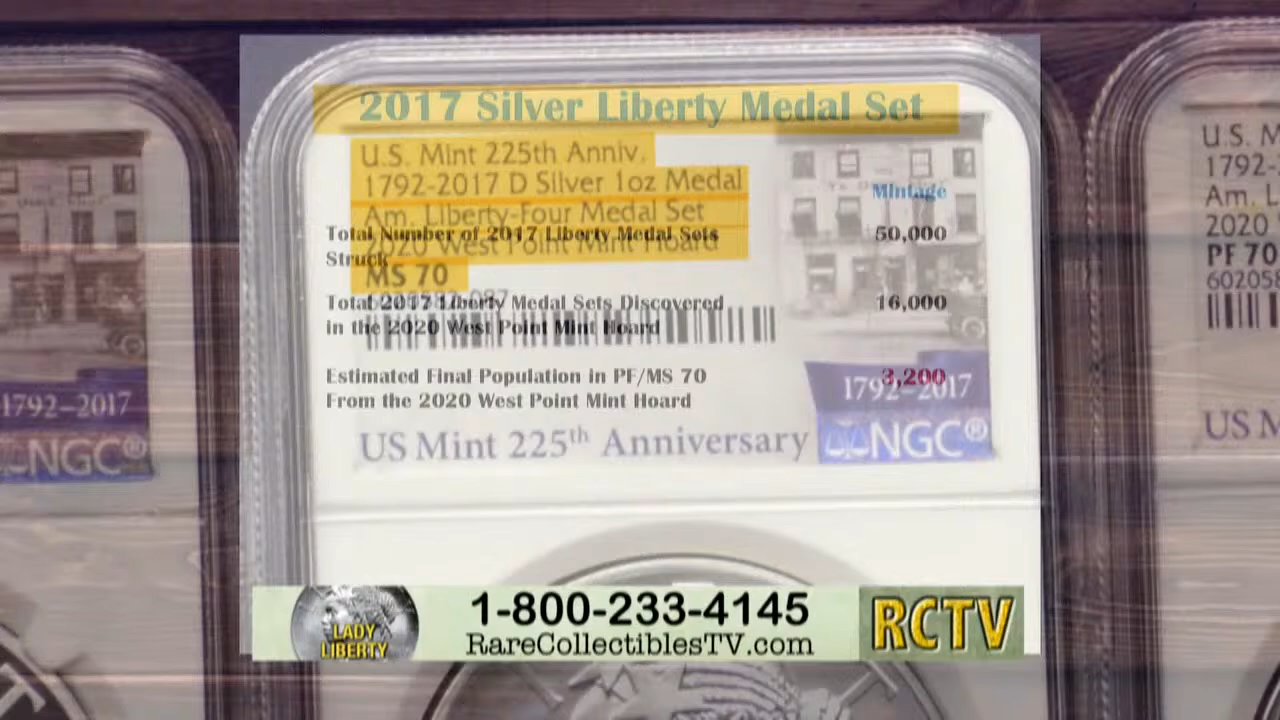 2017 Silver Liberty Medal Set
U.S. Mint 225th Anniv.
1792-2017 D Silver 1oz Medal
Am. Liberty-Four Medal Set
2020 West Point Mint Hoard
MS 70
Mintage
Total Number of 2017 Liberty Medal Sets 50,000
Struck
Total 2017 Liberty Medal Sets Discovered 16,000
in the 2020 West Point Mint Hoard
Estimated Final Population in PF/MS 70 3,200
From the 2020 West Point Mint Hoard
1792-2017
US Mint 225th Anniversary
NGC®
1792-2017
NGC®
U.S. M
1792-
Am. L
2020
PF 70
60205
US M
LADY
LIBERTY
1-800-233-4145
RareCollectiblesTV.com
RCTV